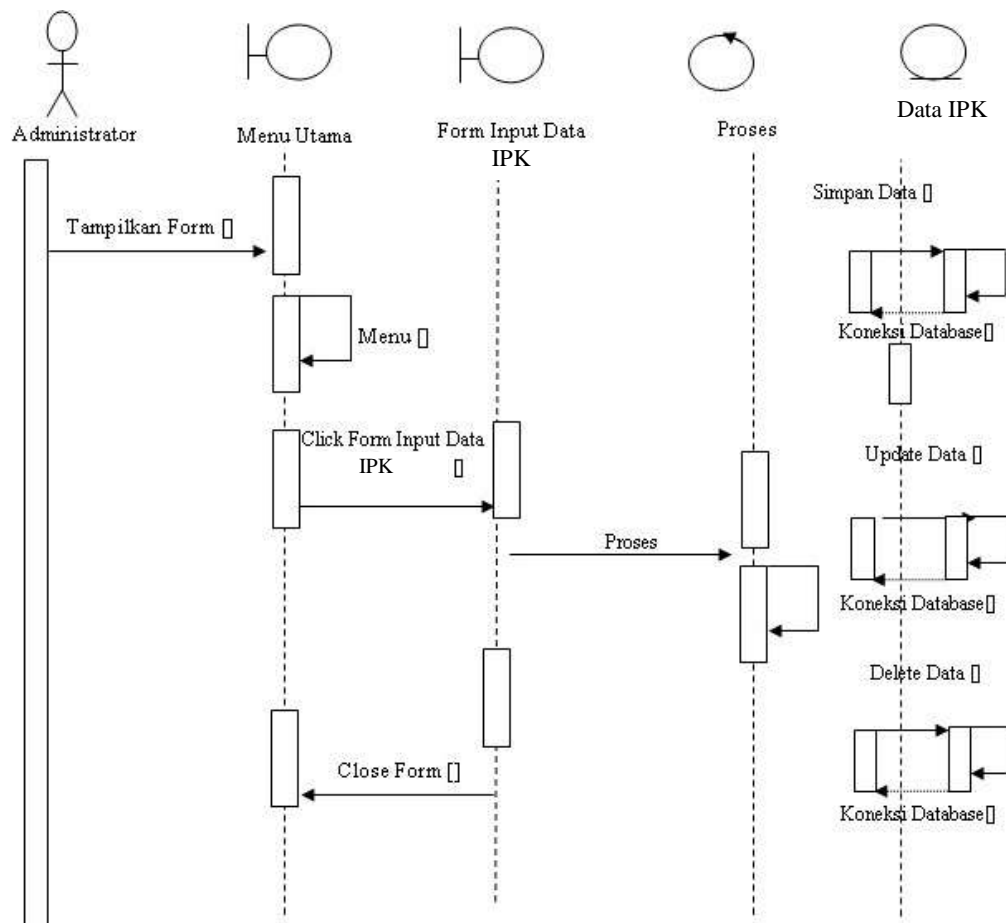 Administrator
Menu Utama
Form Input Data
IPK
Proses
Data IPK
Simpan Data []
Tampilkan Form []
Koneksi Database[]
Menu []
Click Form Input Data
IPK []
Update Data []
Proses
Koneksi Database[]
Delete Data []
Close Form []
Koneksi Database[]